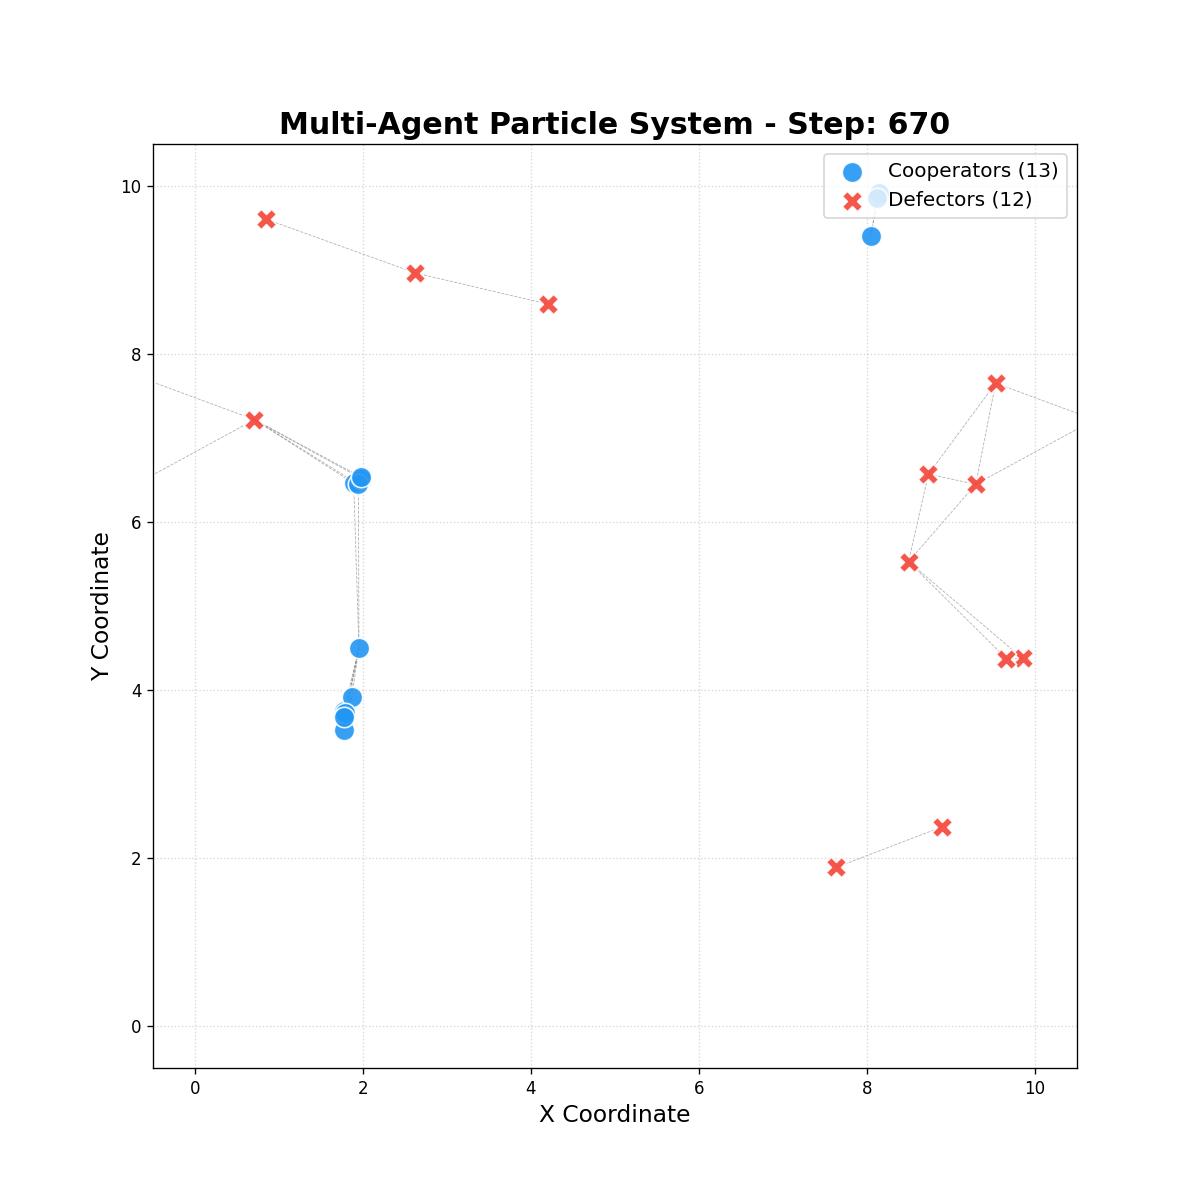 Multi-Agent Particle System - Step: 670
Cooperators (13)
Defectors (12)
10
8
6
4
2
0
Y Coordinate
0
2
4
6
8
10
X Coordinate